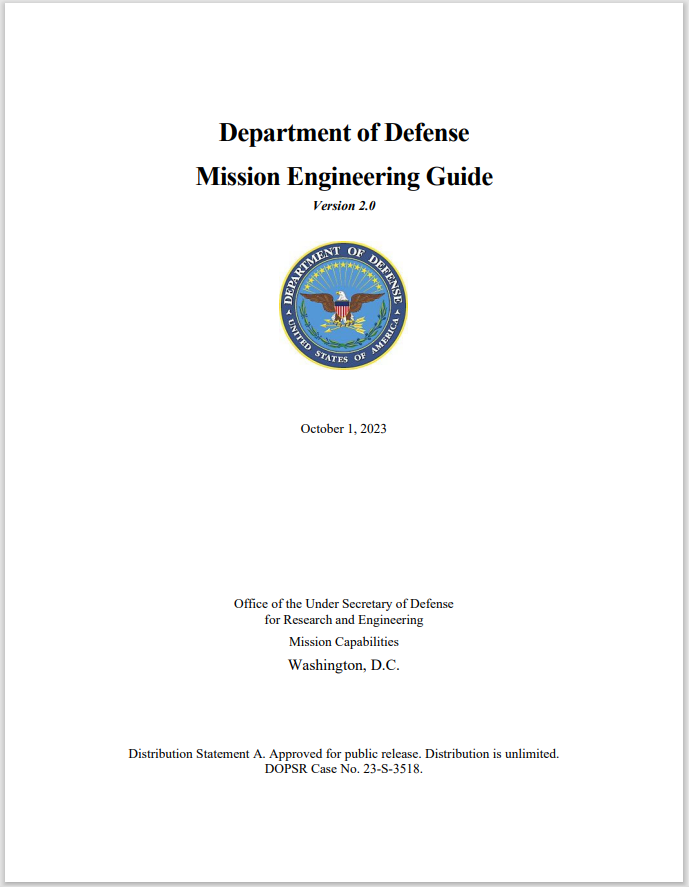 Department of Defense
Mission Engineering Guide
Version 2.0
DEPARTMENT OF DEFENSE
UNITED STATES OF AMERICA
October 1, 2023
Office of the Under Secretary of Defense
for Research and Engineering
Mission Capabilities
Washington, D.C.
Distribution Statement A. Approved for public release. Distribution is unlimited.
DOPSR Case No. 23-S-3518.